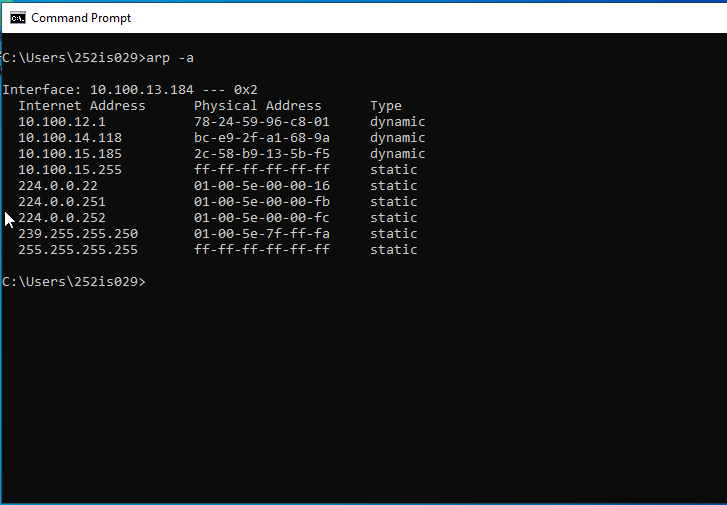 Command Prompt
C:\Users\252is029>arp -a
Interface: 10.100.13.184 --- 0x2
Internet Address      Physical Address      Type
10.100.12.1           78-24-59-96-c8-01     dynamic
10.100.14.118         bc-e9-2f-a1-68-9a     dynamic
10.100.15.185         2c-58-b9-13-5b-f5     dynamic
10.100.15.255         ff-ff-ff-ff-ff-ff     static
224.0.0.22            01-00-5e-00-00-16     static
224.0.0.251           01-00-5e-00-00-fb     static
224.0.0.252           01-00-5e-00-00-fc     static
239.255.255.250       01-00-5e-7f-ff-fa     static
255.255.255.255       ff-ff-ff-ff-ff-ff     static
C:\Users\252is029>